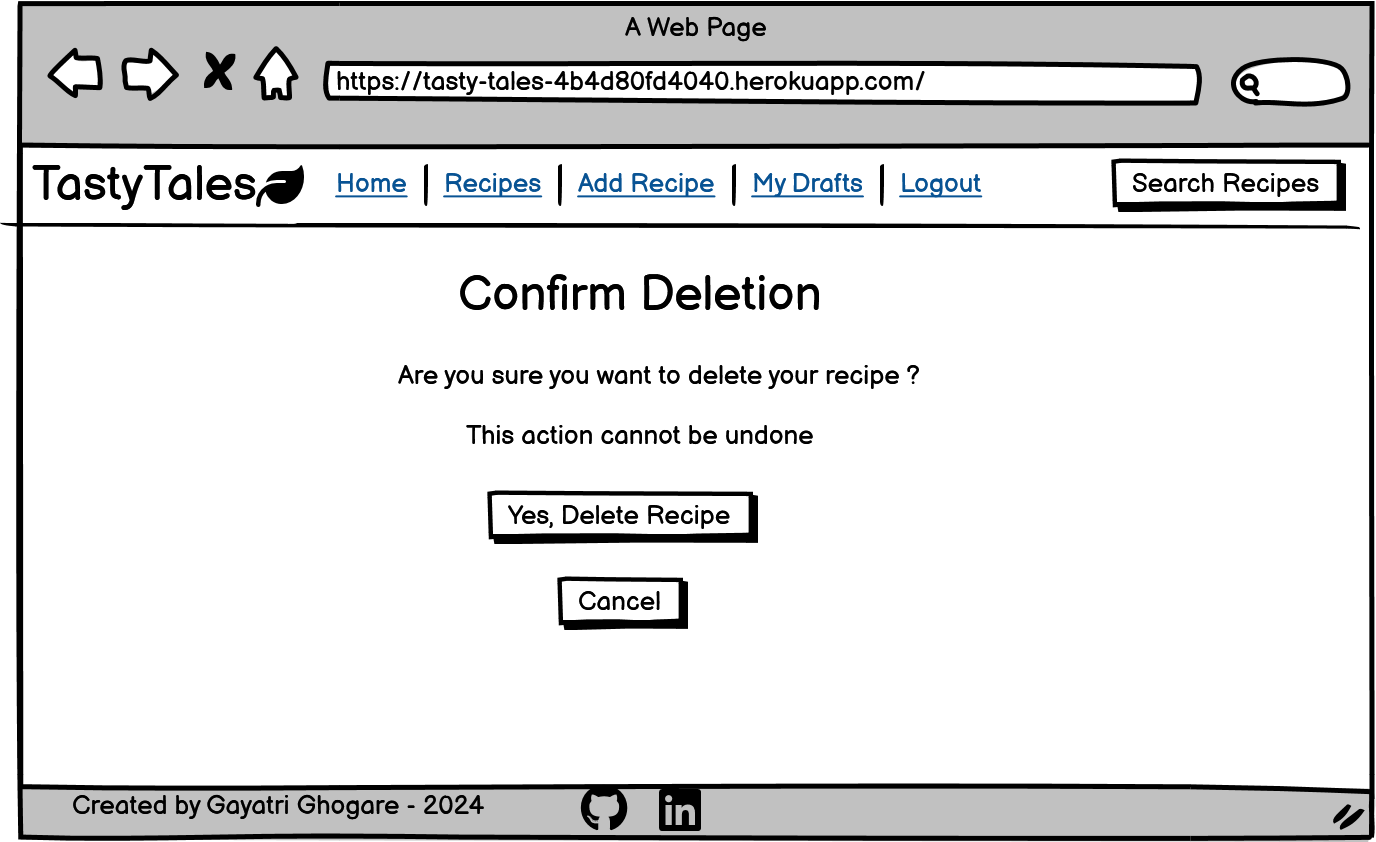 A Web Page
https://tasty-tales-4b4d80fd4040.herokuapp.com/
TastyTales Home Recipes Add Recipe My Drafts Logout Search Recipes
Confirm Deletion
Are you sure you want to delete your recipe ?
This action cannot be undone
Yes, Delete Recipe
Cancel
Created by Gayatri Ghogare - 2024 in